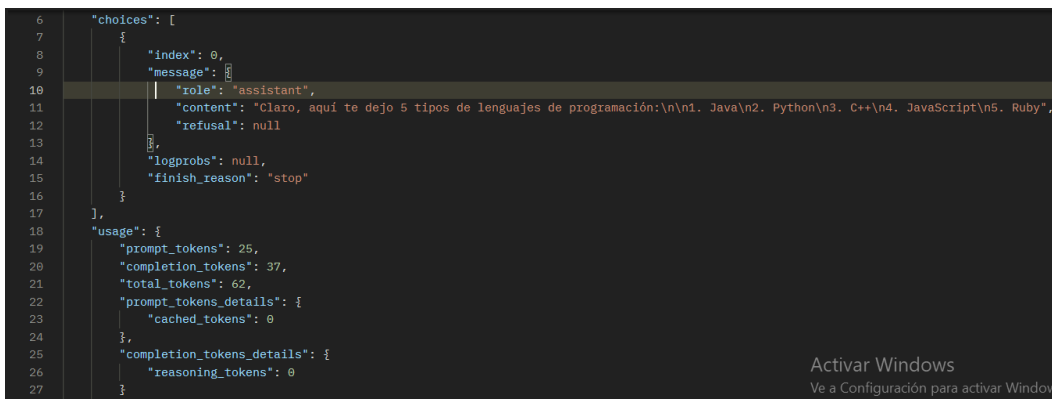 6 "choices": [
7 {
8 "index": 0,
9 "message": {
10 "role": "assistant",
11 "content": "Claro, aquí te dejo 5 tipos de lenguajes de programación:\n\n1. Java\n2. Python\n3. C++\n4. JavaScript\n5. Ruby",
12 "refusal": null
13 },
14 "logprobs": null,
15 "finish_reason": "stop"
16 }
17 ],
18 "usage": {
19 "prompt_tokens": 25,
20 "completion_tokens": 37,
21 "total_tokens": 62,
22 "prompt_tokens_details": {
23 "cached_tokens": 0
24 },
25 "completion_tokens_details": {
26 "reasoning_tokens": 0
27 }
Activar Windows
Ve a Configuración para activar Window